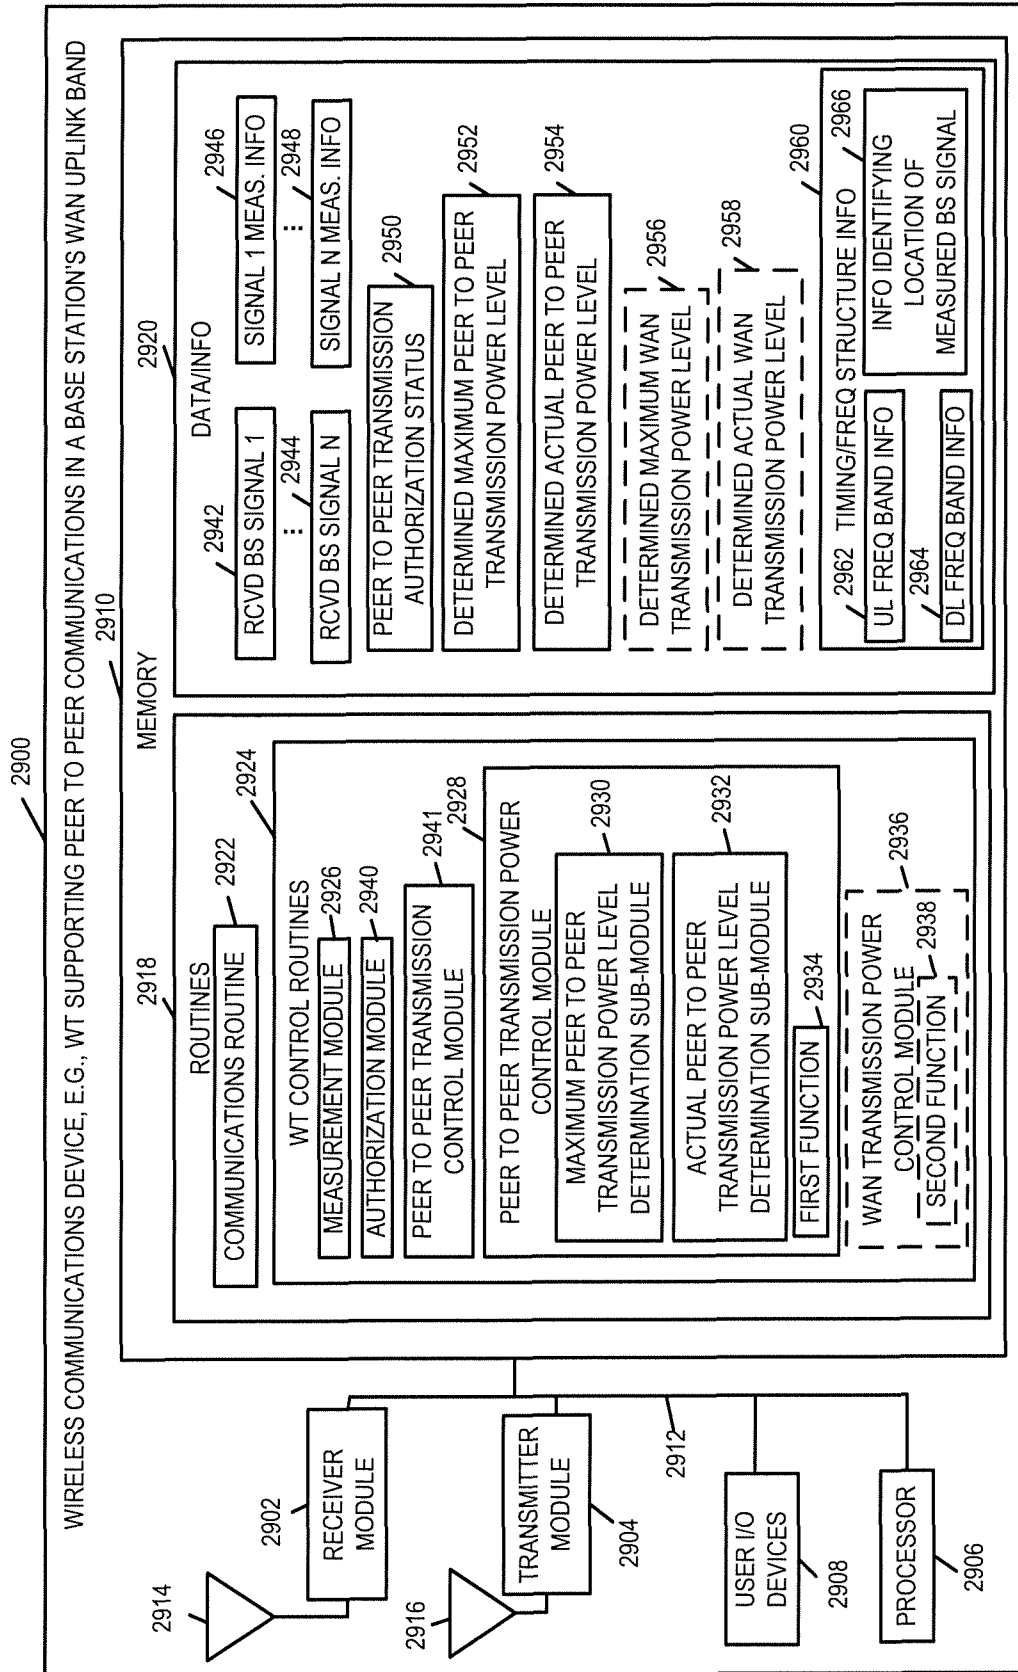 2900
WIRELESS COMMUNICATIONS DEVICE, E.G., WT SUPPORTING PEER TO PEER COMMUNICATIONS IN A BASE STATION'S WAN UPLINK BAND
2914
2902
RECEIVER
MODULE
2916
TRANSMITTER
MODULE
2904
2912
USER I/O
DEVICES
2908
PROCESSOR
2906
2910
MEMORY
2918
ROUTINES
2922
COMMUNICATIONS ROUTINE
2924
WT CONTROL ROUTINES
2926
MEASUREMENT MODULE
2940
AUTHORIZATION MODULE
2941
PEER TO PEER TRANSMISSION
CONTROL MODULE
2928
PEER TO PEER TRANSMISSION POWER
CONTROL MODULE
2930
MAXIMUM PEER TO PEER
TRANSMISSION POWER LEVEL
DETERMINATION SUB-MODULE
2932
ACTUAL PEER TO PEER
TRANSMISSION POWER LEVEL
DETERMINATION SUB-MODULE
2934
FIRST FUNCTION
2936
WAN TRANSMISSION POWER
CONTROL MODULE
2938
SECOND FUNCTION
2920
DATA/INFO
2942
RCVD BS SIGNAL 1
2946
SIGNAL 1 MEAS. INFO
⋮
2944
⋮
2948
RCVD BS SIGNAL N
SIGNAL N MEAS. INFO
2950
PEER TO PEER TRANSMISSION
AUTHORIZATION STATUS
2952
DETERMINED MAXIMUM PEER TO PEER
TRANSMISSION POWER LEVEL
2954
DETERMINED ACTUAL PEER TO PEER
TRANSMISSION POWER LEVEL
2956
DETERMINED MAXIMUM WAN
TRANSMISSION POWER LEVEL
2958
DETERMINED ACTUAL WAN
TRANSMISSION POWER LEVEL
2960
TIMING/FREQ STRUCTURE INFO
2962
UL FREQ BAND INFO
2964
DL FREQ BAND INFO
2966
INFO IDENTIFYING
LOCATION OF
MEASURED BS SIGNAL